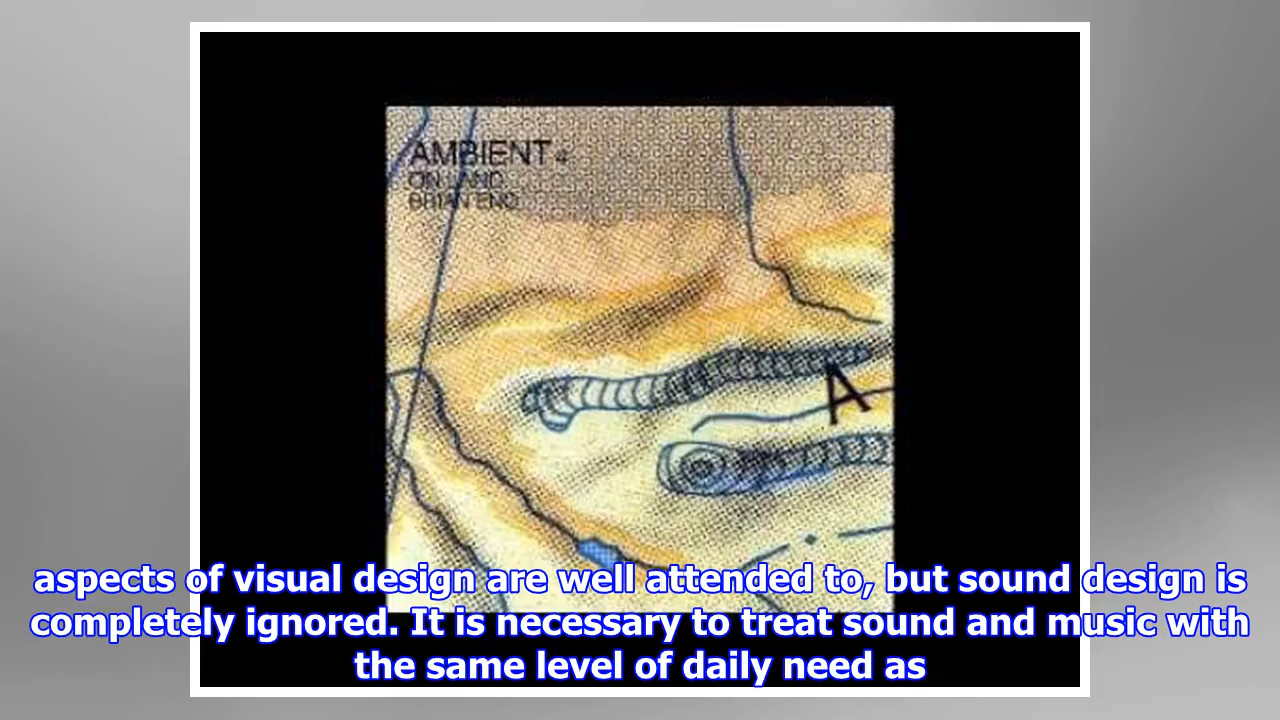 AMBIENT 4
ON LAND
BRIAN ENO
A
aspects of visual design are well attended to, but sound design is
completely ignored. It is necessary to treat sound and music with
the same level of daily need as